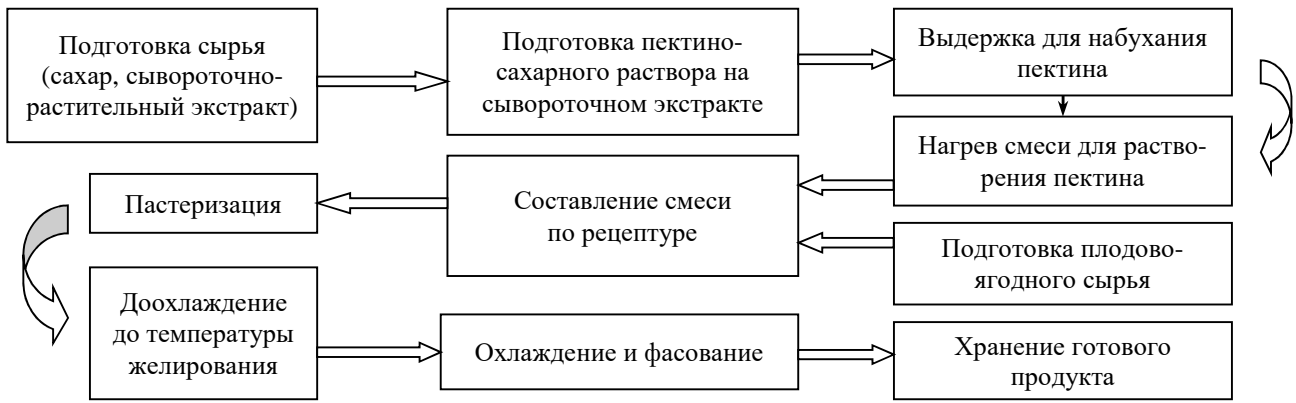 Подготовка сырья
(сахар, сывороточно-
растительный экстракт)
Подготовка пектино-
сахарного раствора на
сывороточном экстракте
Выдержка для набухания
пектина
Нагрев смеси для раство-
рения пектина
Подготовка плодово-
ягодного сырья
Составление смеси
по рецептуре
Пастеризация
Доохлаждение
до температуры
желирования
Охлаждение и фасование
Хранение готового
продукта